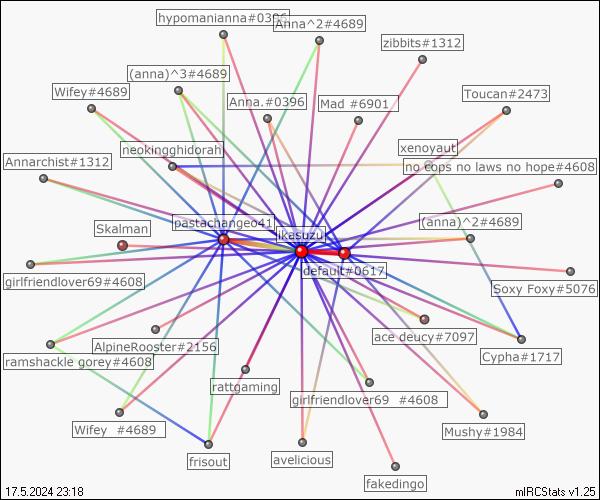 hypomanianna#0396
Anna^2#4689
zibbits#1312
(anna)^3#4689
Wifey#4689
Anna.#0396
Mad #6901
Toucan#2473
neokingghidorah
xenoyaut
Annarchist#1312
no cops no laws no hope#4608
pastachangeo41
(anna)^2#4689
Skalman
ikesuzu
default#0617
girlfriendlover69#4608
Soxy Foxy#5076
ace deucy#7097
AlpineRooster#2156
Cypha#1717
ramshackle gorey#4608
rattgaming
girlfriendlover69 #4608
Wifey #4689
Mushy#1984
frisout
avelicious
fakedingo
17.5.2024 23:18
mIRCStats v1.25